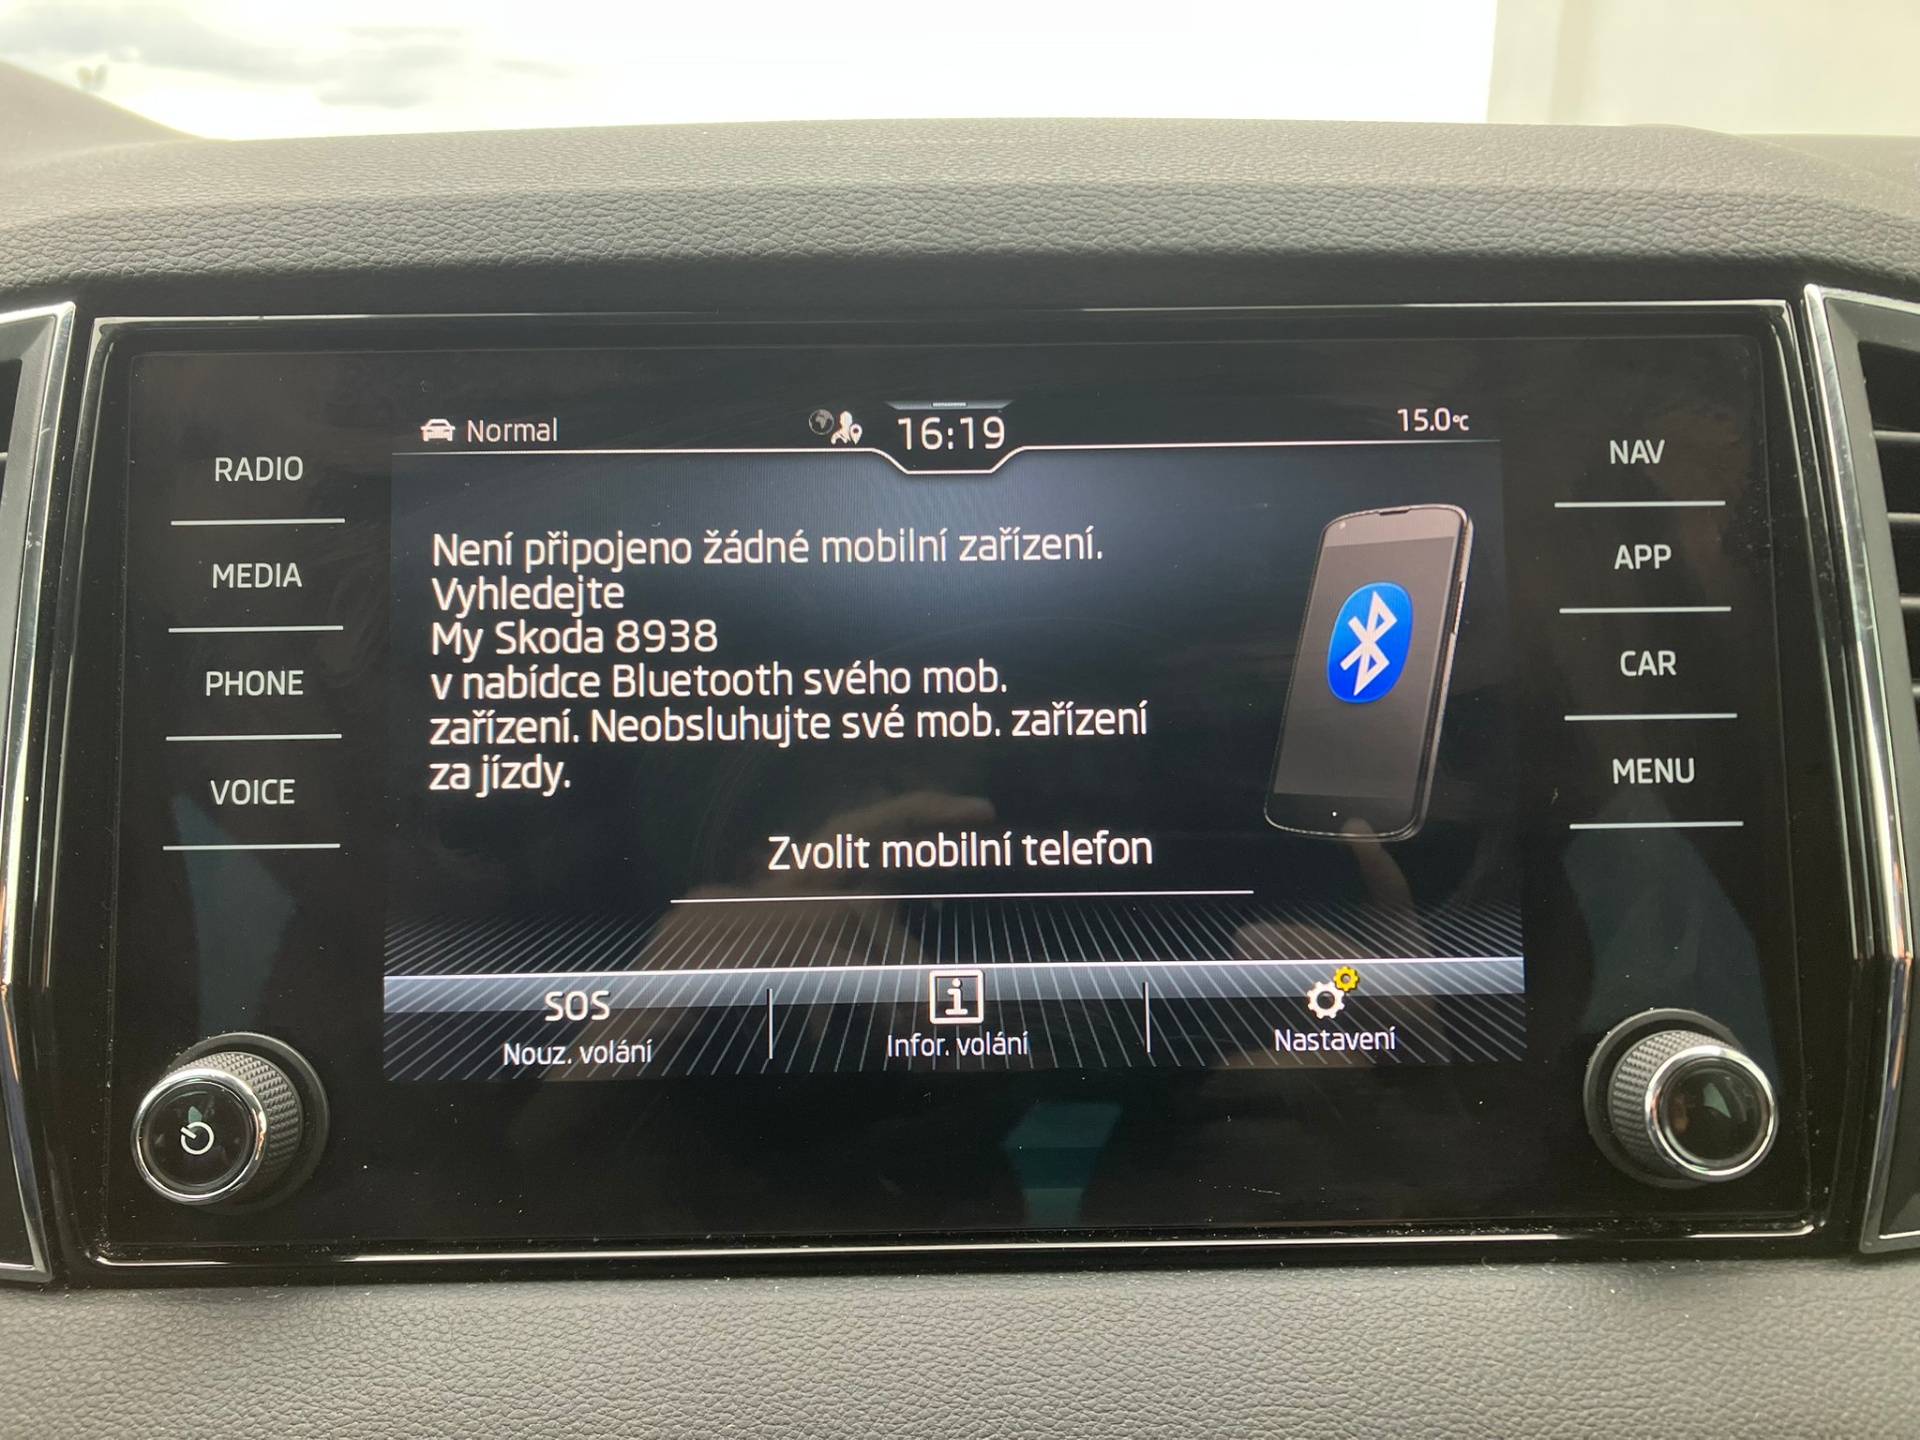 Normal 16:19 15.0°C
RADIO
MEDIA
PHONE
VOICE
Není připojeno žádné mobilní zařízení.
Vyhledejte
My Skoda 8938
v nabídce Bluetooth svého mob.
zařízení. Neobsluhujte své mob. zařízení
za jízdy.
Zvolit mobilní telefon
SOS
Nouz. volání
i
Infor. volání
Nastavení
NAV
APP
CAR
MENU